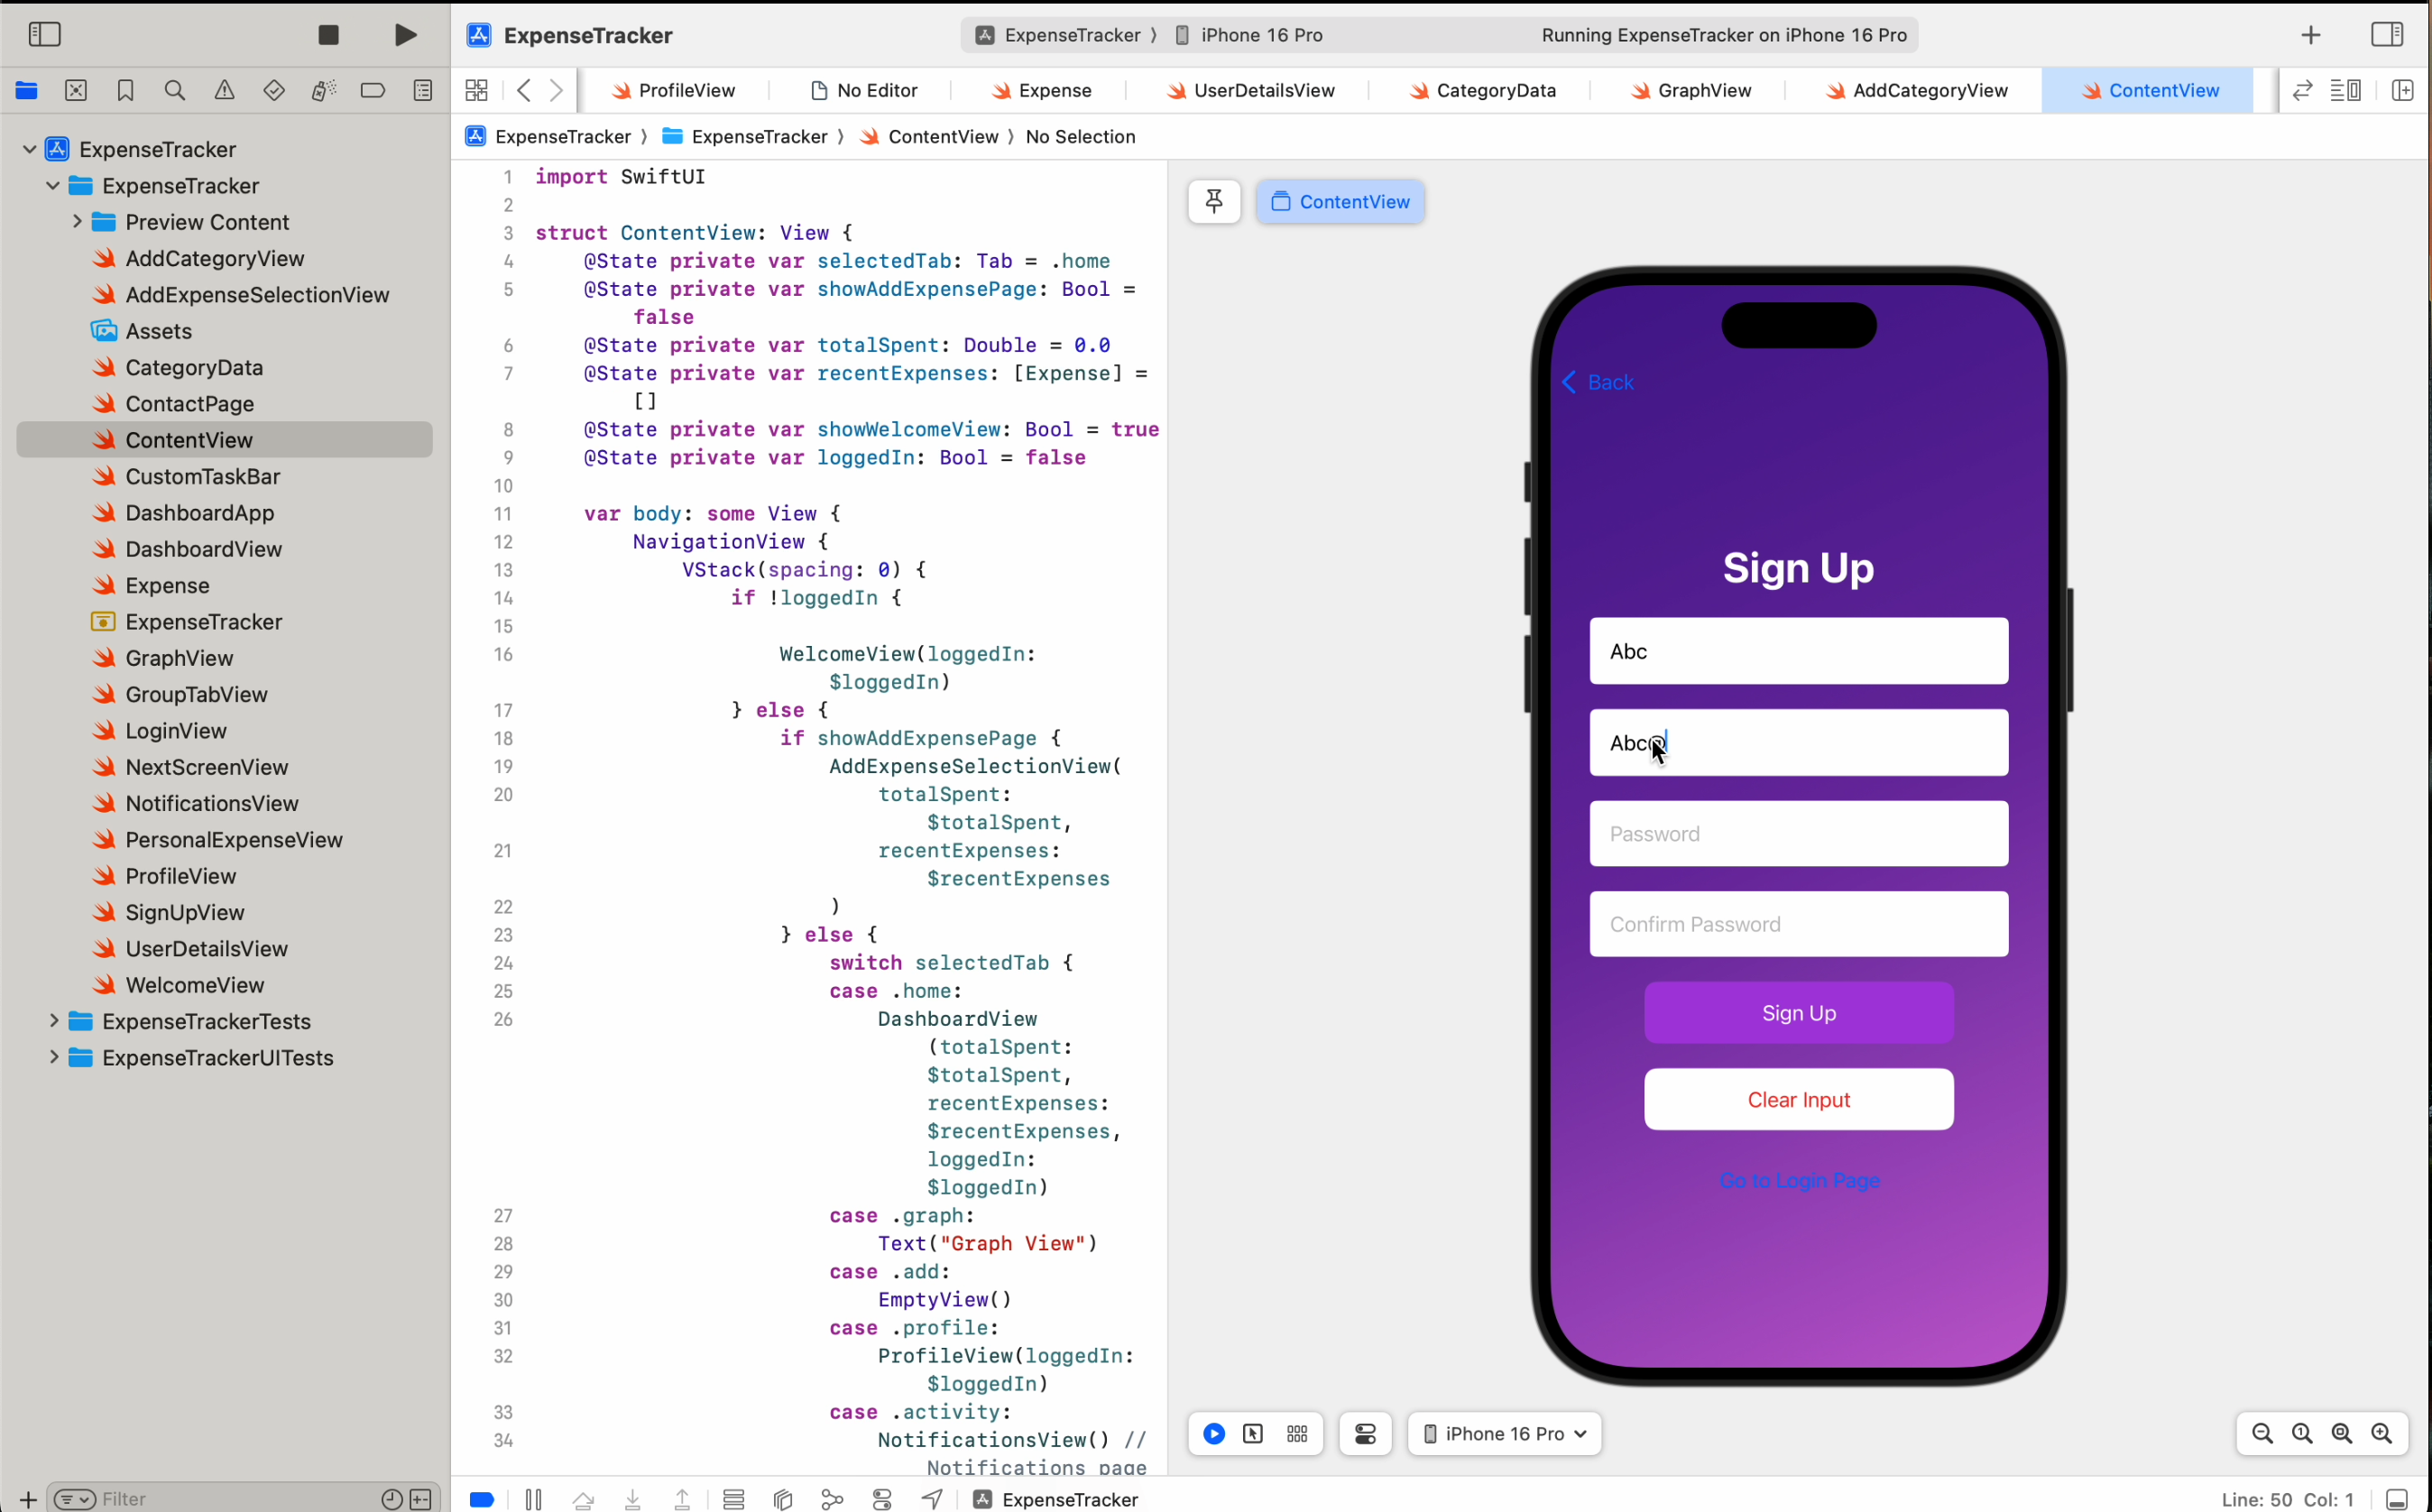 ExpenseTracker
ExpenseTracker 〉 iPhone 16 Pro
Running ExpenseTracker on iPhone 16 Pro
ProfileView
No Editor
Expense
UserDetailsView
CategoryData
GraphView
AddCategoryView
ContentView
ExpenseTracker 〉 ExpenseTracker 〉 ContentView 〉 No Selection
ExpenseTracker
ExpenseTracker
Preview Content
AddCategoryView
AddExpenseSelectionView
Assets
CategoryData
ContactPage
ContentView
CustomTaskBar
DashboardApp
DashboardView
Expense
ExpenseTracker
GraphView
GroupTabView
LoginView
NextScreenView
NotificationsView
PersonalExpenseView
ProfileView
SignUpView
UserDetailsView
WelcomeView
ExpenseTrackerTests
ExpenseTrackerUITests
Filter
1 import SwiftUI
2
3 struct ContentView: View {
4 @State private var selectedTab: Tab = .home
5 @State private var showAddExpensePage: Bool =
false
6 @State private var totalSpent: Double = 0.0
7 @State private var recentExpenses: [Expense] =
[]
8 @State private var showWelcomeView: Bool = true
9 @State private var loggedIn: Bool = false
10
11 var body: some View {
12 NavigationView {
13 VStack(spacing: 0) {
14 if !loggedIn {
15
16 WelcomeView(loggedIn:
$loggedIn)
17 } else {
18 if showAddExpensePage {
19 AddExpenseSelectionView(
20 totalSpent:
$totalSpent,
21 recentExpenses:
$recentExpenses
22 )
23 } else {
24 switch selectedTab {
25 case .home:
26 DashboardView
(totalSpent:
$totalSpent,
recentExpenses:
$recentExpenses,
loggedIn:
$loggedIn)
27 case .graph:
28 Text("Graph View")
29 case .add:
30 EmptyView()
31 case .profile:
32 ProfileView(loggedIn:
$loggedIn)
33 case .activity:
34 NotificationsView() //
Notifications page
ContentView
Back
Sign Up
Abc
Abc@
Password
Confirm Password
Sign Up
Clear Input
Go to Login Page
iPhone 16 Pro
ExpenseTracker
Line: 50 Col: 1